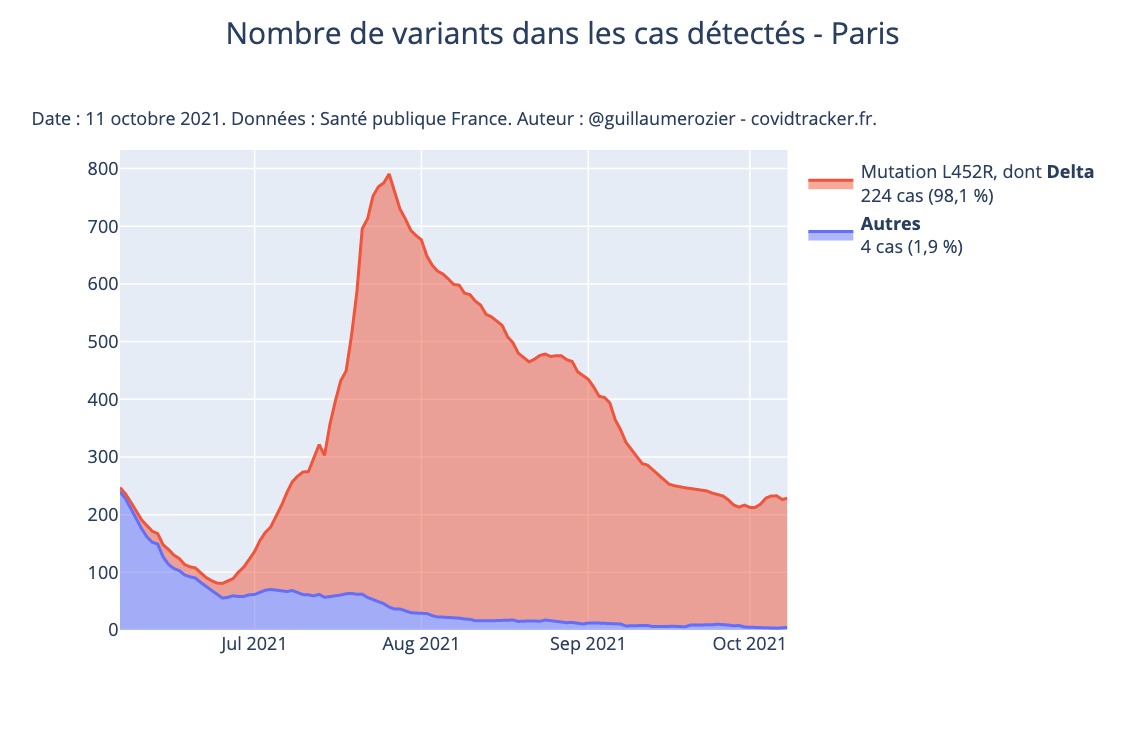 Nombre de variants dans les cas détectés - Paris
Date : 11 octobre 2021. Données : Santé publique France. Auteur : @guillaumerozier - covidtracker.fr.
Mutation L452R, dont Delta
224 cas (98,1 %)
Autres
4 cas (1,9 %)
800
700
600
500
400
300
200
100
0
Jul 2021 Aug 2021 Sep 2021 Oct 2021